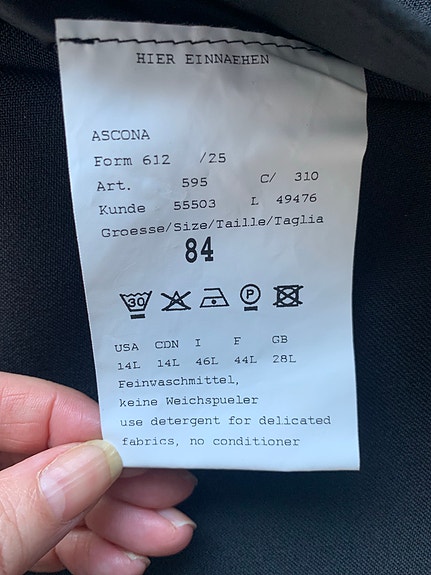 HIER EINNAEHEN
ASCONA
Form 612 /25
Art. 595 C/ 310
Kunde 55503 L 49476
Groesse/Size/Taille/Taglia
84
30 P
USA CDN I F GB
14L 14L 46L 44L 28L
Feinwaschmittel,
keine Weichspueler
use detergent for delicated
fabrics, no conditioner